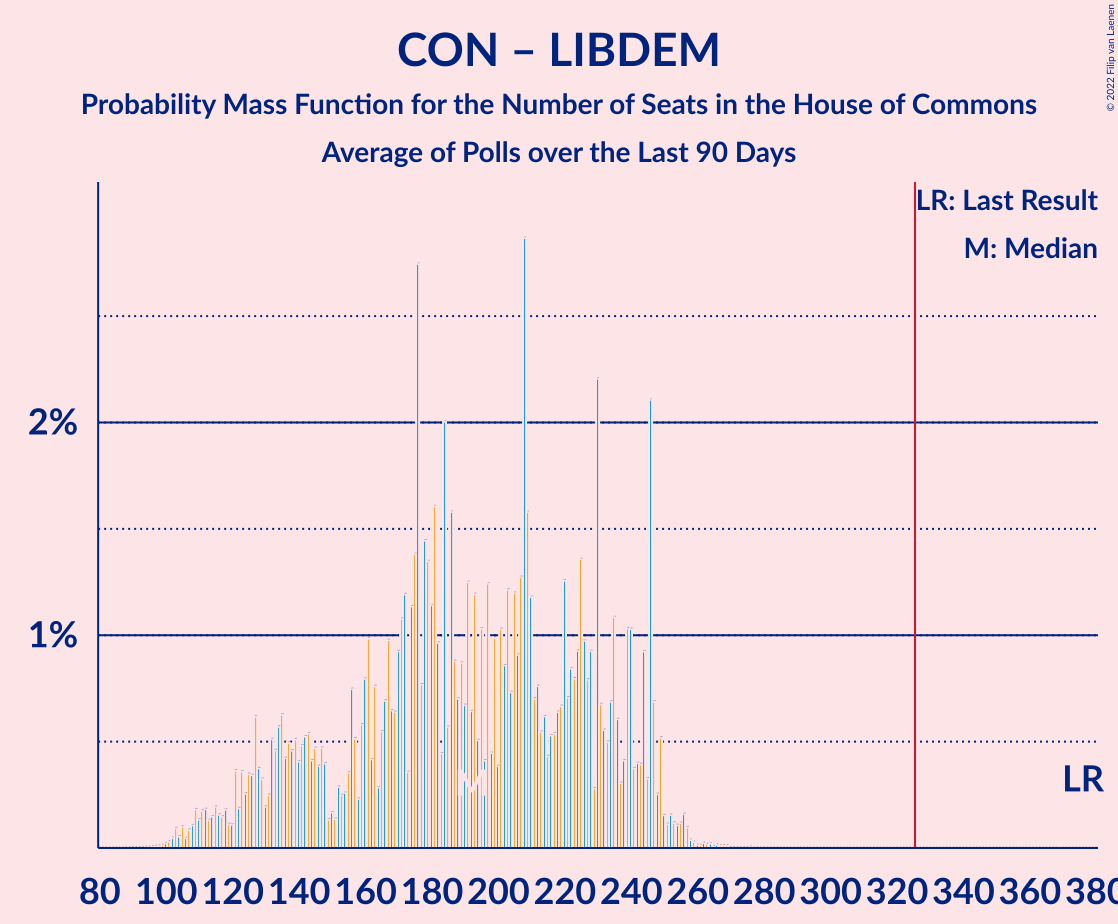 CON – LIBDEM
Probability Mass Function for the Number of Seats in the House of Commons
Average of Polls over the Last 90 Days
© 2022 Filip van Laenen
LR: Last Result
M: Median
2%
1%
M
LR
80 100 120 140 160 180 200 220 240 260 280 300 320 340 360 380